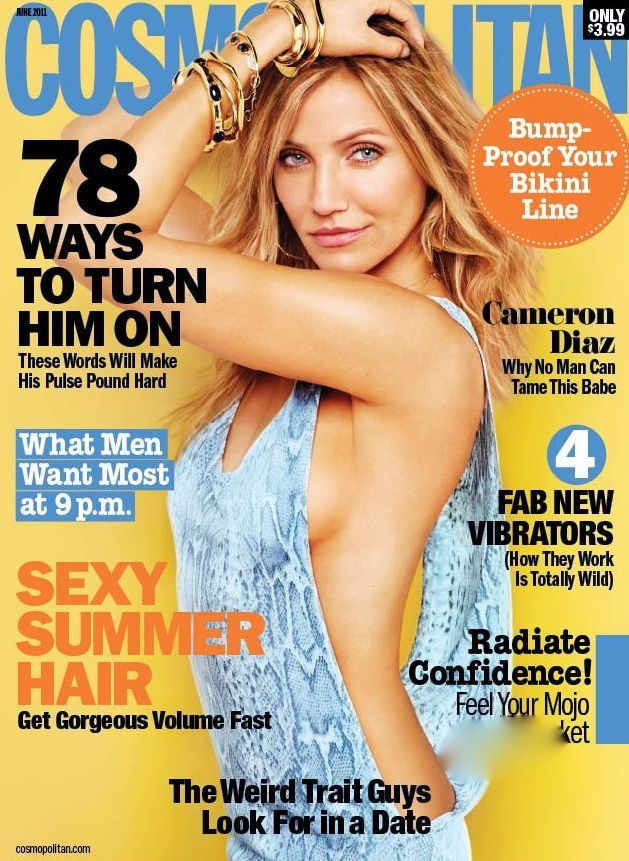 JUNE 2011
COSMOPOLITAN
ONLY
$3.99
Bump-
Proof Your
Bikini
Line
78
WAYS
TO TURN
HIM ON
These Words Will Make
His Pulse Pound Hard
Cameron
Diaz
Why No Man Can
Tame This Babe
What Men
Want Most
at 9 p.m.
4
FAB NEW
VIBRATORS
(How They Work
Is Totally Wild)
SEXY
SUMMER
HAIR
Get Gorgeous Volume Fast
Radiate
Confidence!
Feel Your Mojo
The Weird Trait Guys
Look For in a Date
cosmopolitan.com